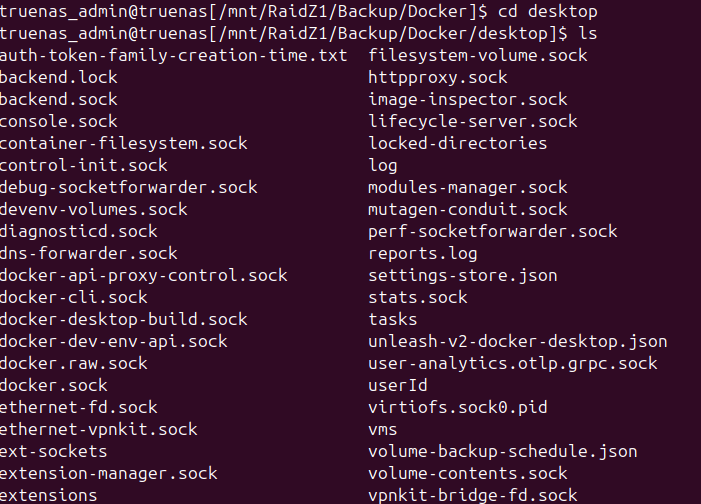 truenas_admin@truenas[/mnt/RaidZ1/Backup/Docker]$ cd desktop
truenas_admin@truenas[/mnt/RaidZ1/Backup/Docker/desktop]$ ls
auth-token-family-creation-time.txt  filesystem-volume.sock
backend.lock                         httpproxy.sock
backend.sock                         image-inspector.sock
console.sock                         lifecycle-server.sock
container-filesystem.sock            locked-directories
control-init.sock                    log
debug-socketforwarder.sock           modules-manager.sock
devenv-volumes.sock                  mutagen-conduit.sock
diagnosticd.sock                     perf-socketforwarder.sock
dns-forwarder.sock                   reports.log
docker-api-proxy-control.sock        settings-store.json
docker-cli.sock                      stats.sock
docker-desktop-build.sock            tasks
docker-dev-env-api.sock              unleash-v2-docker-desktop.json
docker.raw.sock                      user-analytics.otlp.grpc.sock
docker.sock                          userId
ethernet-fd.sock                     virtiofs.sock0.pid
ethernet-vpnkit.sock                 vms
ext-sockets                          volume-backup-schedule.json
extension-manager.sock               volume-contents.sock
extensions                           vpnkit-bridge-fd.sock